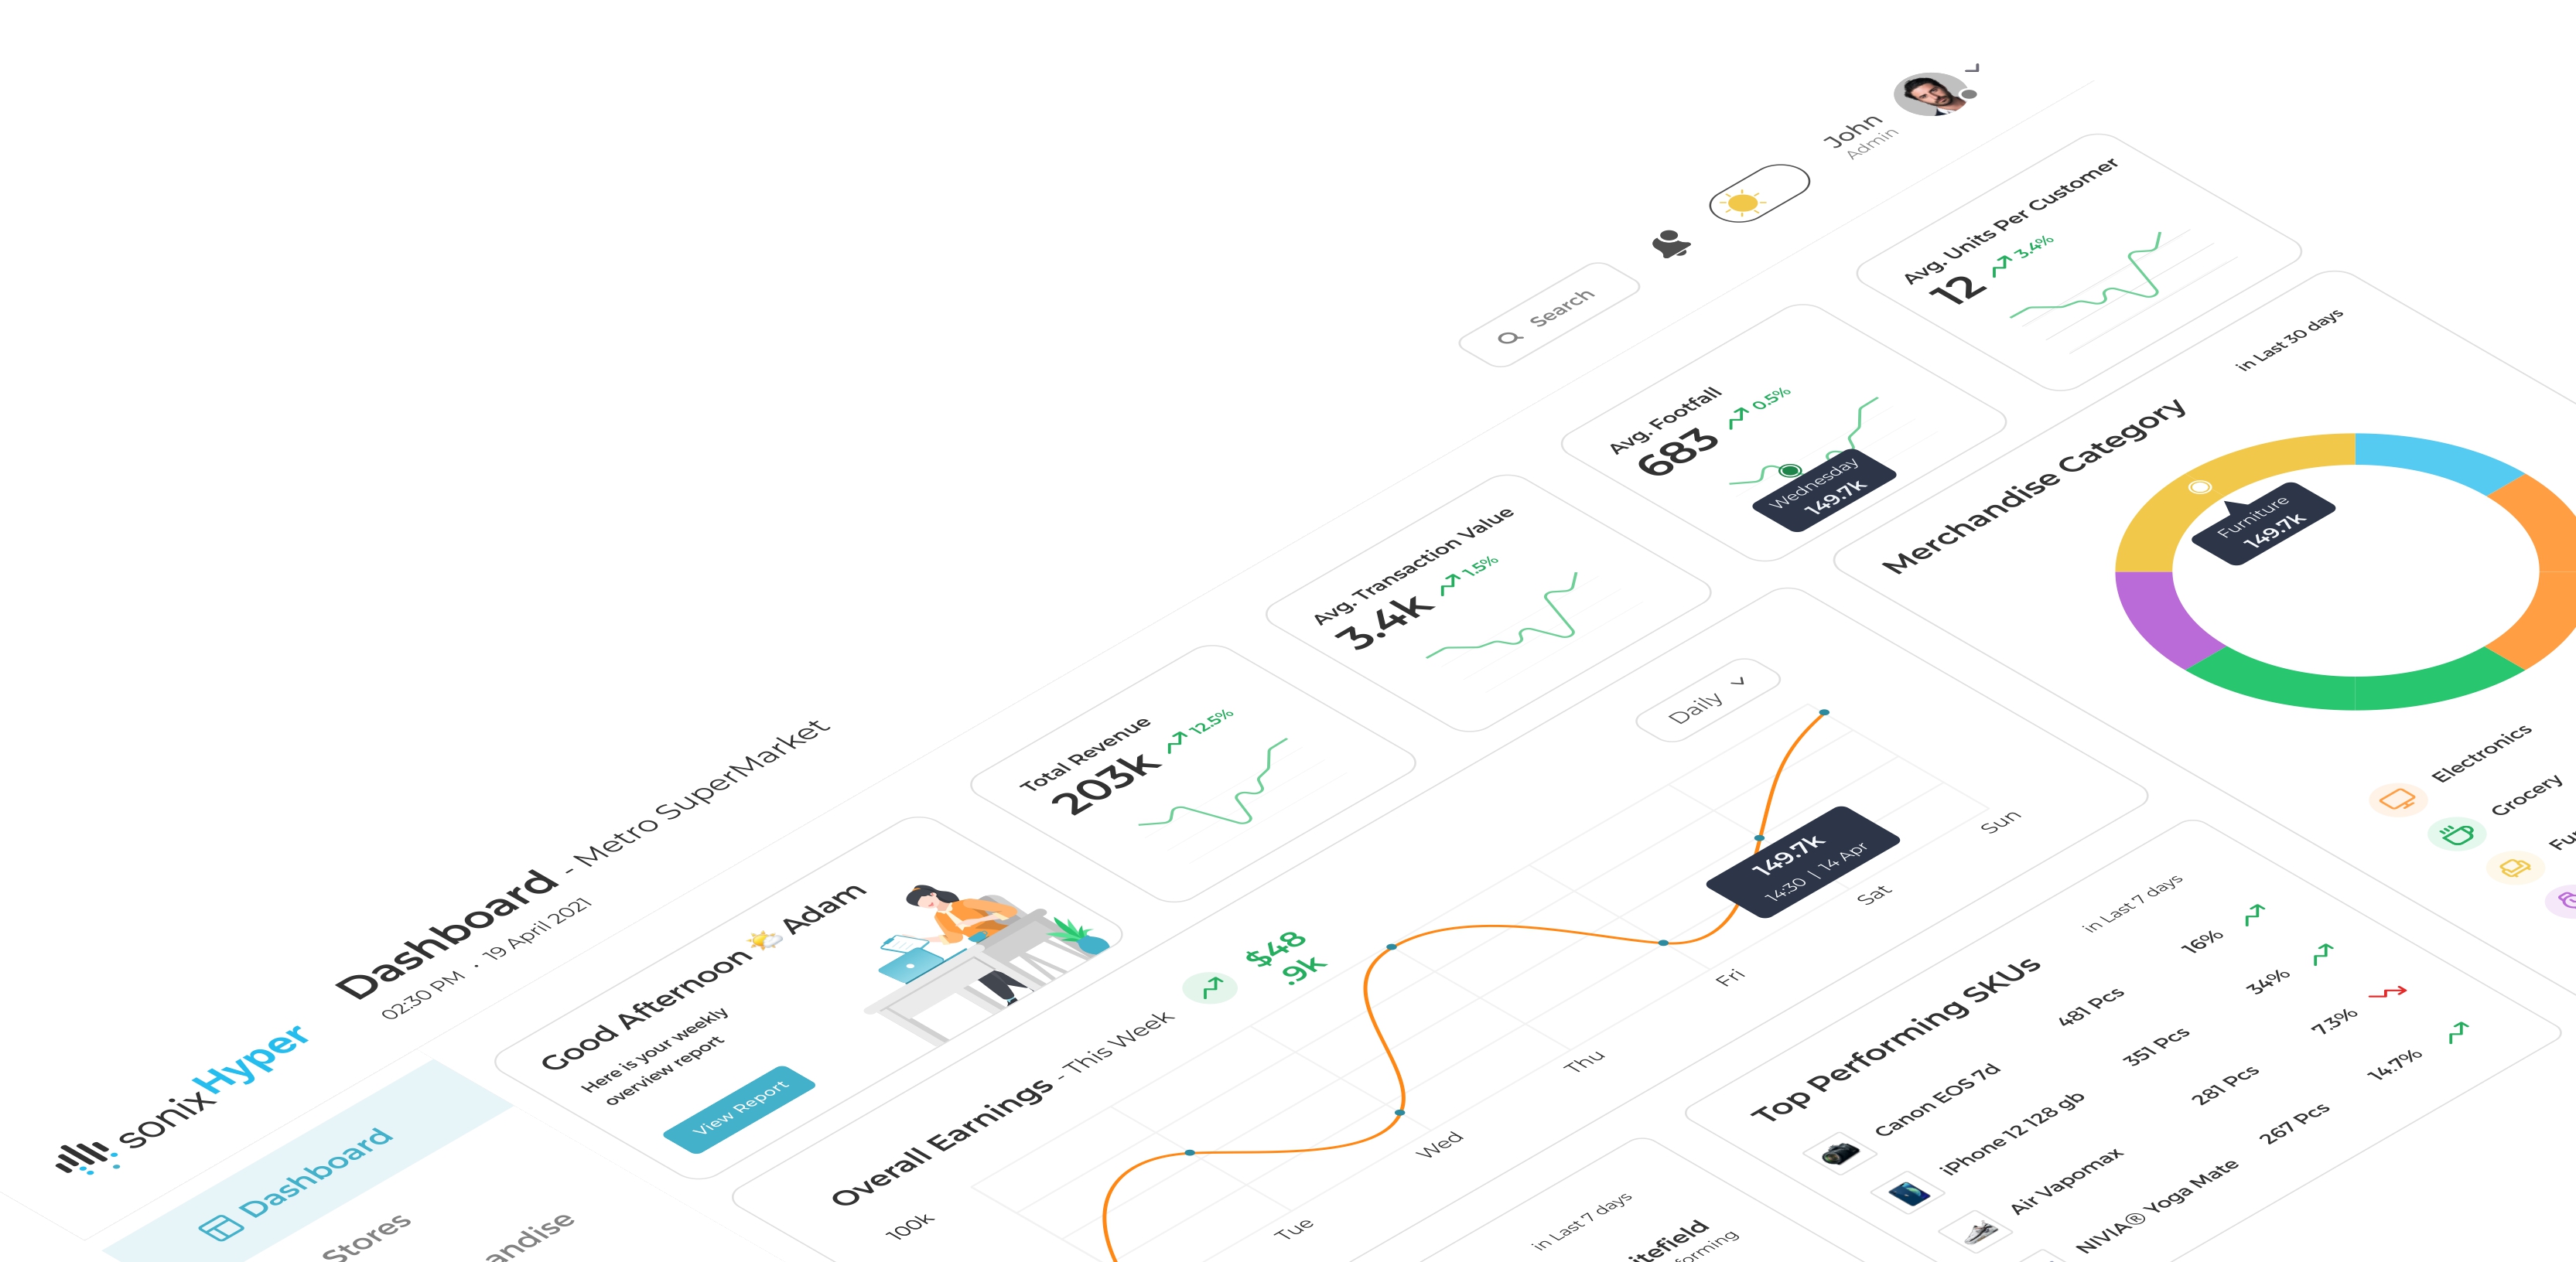 sonixHyper
Dashboard - Metro SuperMarket
02:30 PM • 19 April 2021
Search
John
Admin
Dashboard
Stores
Good Afternoon 🌤️ Adam
Here is your weekly
overview report
View Report
Total Revenue
203k 12.5%
Avg. Transaction Value
3.4k 1.5%
Avg. Footfall
683 0.5%
Wednesday
149.7k
Avg. Units Per Customer
12 3.4%
Overall Earnings - This Week
$48
.9k
Daily
100k
149.7k
14:30 | 14 Apr
Tue
Wed
Thu
Fri
Sat
Sun
Merchandise Category
in Last 30 days
Furniture
149.7k
Electronics
Grocery
Top Performing SKUs
in Last 7 days
Canon EOS 7d 481 Pcs 16%
iPhone 12 128 gb 351 Pcs 34%
Air Vapomax 281 Pcs 7.3%
NIVIA® Yoga Mate 267 Pcs 14.7%
in Last 7 days